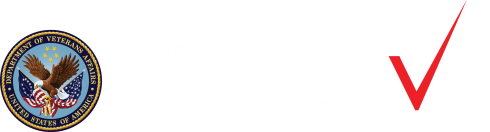 DEPARTMENT OF VETERANS AFFAIRS
UNITED STATES OF AMERICA